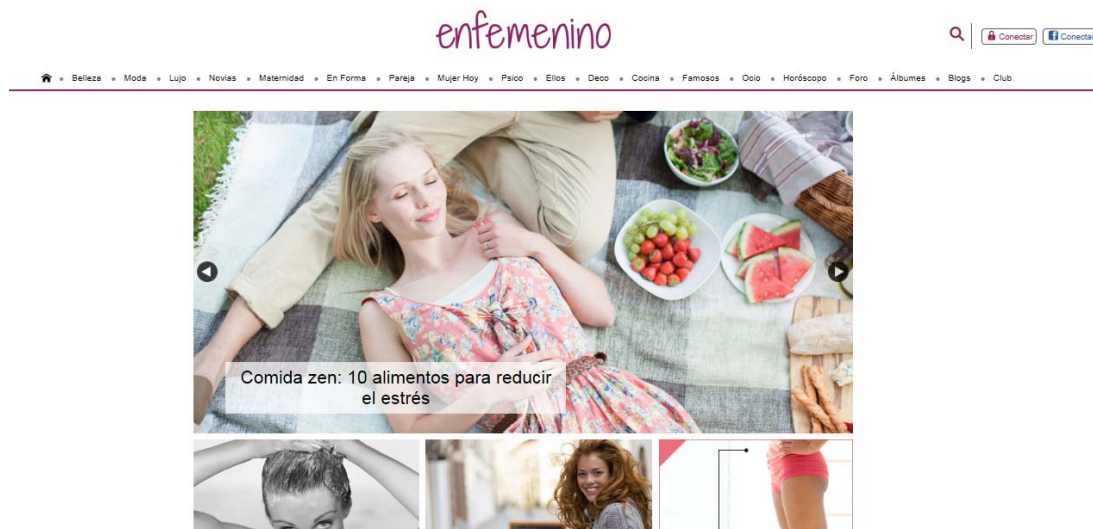 enfemenino
Conectar
Conectar
Belleza Moda Lujo Novias Maternidad En Forma Pareja Mujer Hoy Psico Ellos Deco Cocina Famosos Ocio Horóscopo Foro Álbumes Blogs Club
Comida zen: 10 alimentos para reducir
el estrés